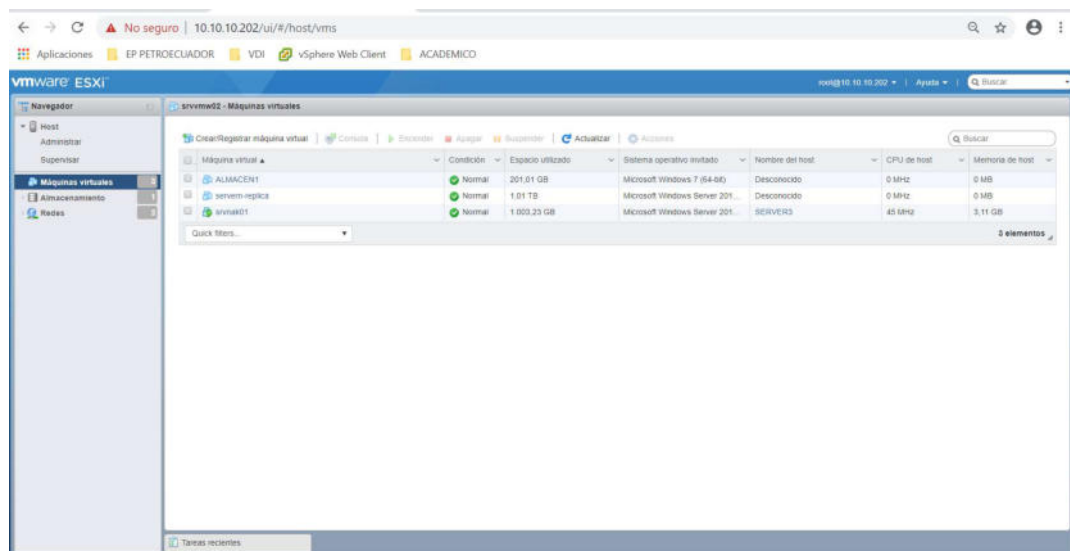 No seguro | 10.10.10.202/ui/#/host/vms
Aplicaciones EP PETROECUADOR VDI vSphere Web Client ACADEMICO
vmware ESXi
root@10.10.10.202 | Ayuda | Buscar
Navegador
srvvmw02 - Máquinas virtuales
Host
Administrar
Supervisar
Máquinas virtuales 3
Almacenamiento 1
Redes
Crear/Registrar máquina virtual | Consola | Encender Apagar Suspender | Actualizar | Acciones
Buscar
Máquina virtual Condición Espacio utilizado Sistema operativo invitado Nombre del host CPU de host Memoria de host
ALMACEN1 Normal 201,01 GB Microsoft Windows 7 (64-bit) Desconocido 0 MHz 0 MB
servern-replica Normal 1.01 TB Microsoft Windows Server 201... Desconocido 0 MHz 0 MB
Normal 1.003,23 GB Microsoft Windows Server 201... SERVER3 45 MHz 3,11 GB
Quick filters...
3 elementos
Tareas recientes